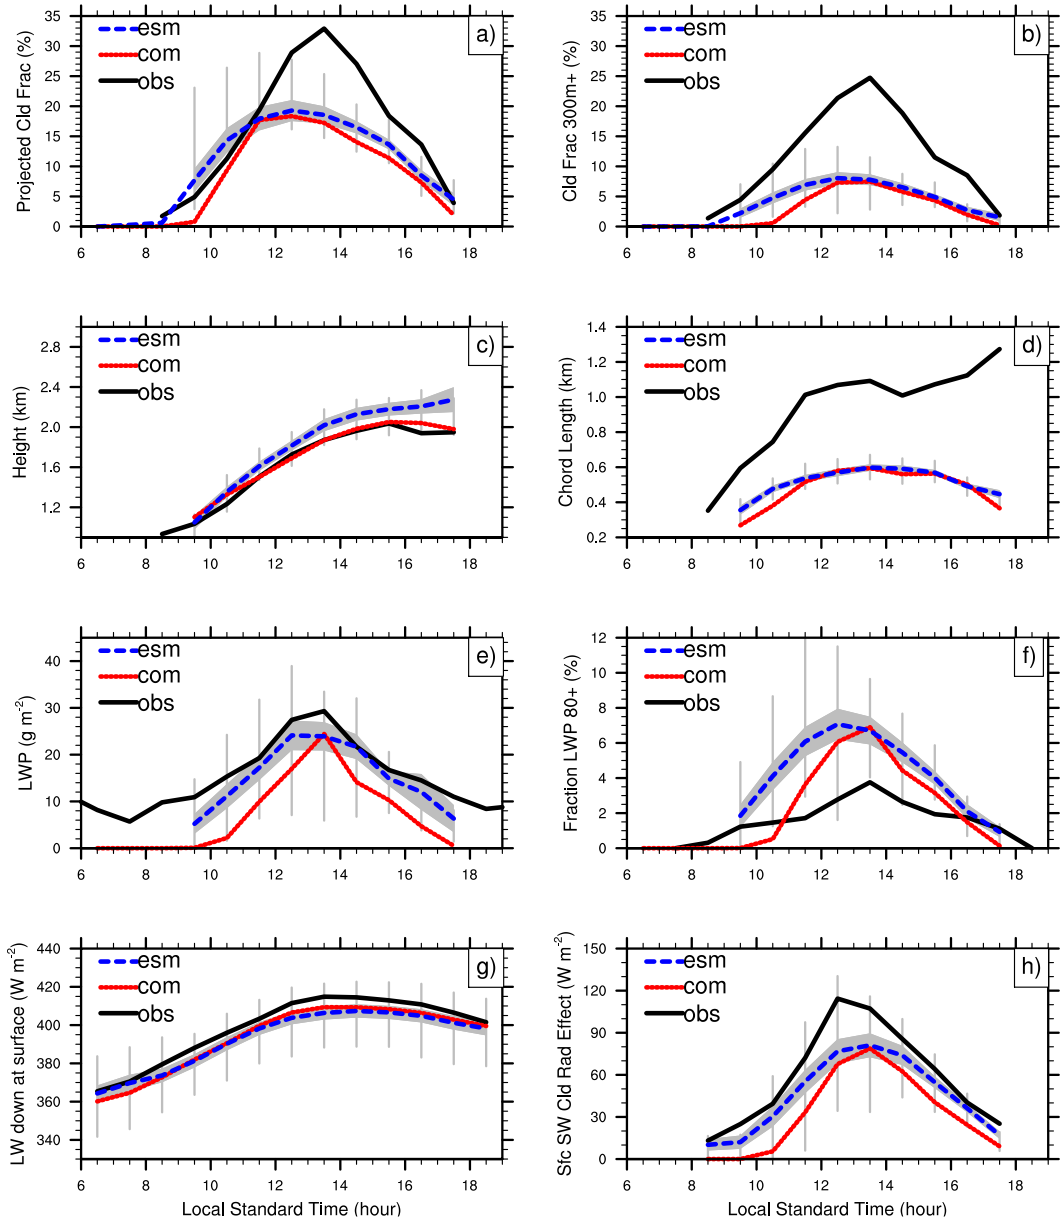 a)
esm
com
obs
Projected Cld Frac (%)
35
30
25
20
15
10
5
0
6 8 10 12 14 16 18
b)
esm
com
obs
Cld Frac 300m+ (%)
35
30
25
20
15
10
5
0
6 8 10 12 14 16 18
c)
esm
com
obs
Height (km)
2.8
2.4
2.0
1.6
1.2
6 8 10 12 14 16 18
d)
esm
com
obs
Chord Length (km)
1.4
1.2
1.0
0.8
0.6
0.4
0.2
6 8 10 12 14 16 18
e)
esm
com
obs
LWP (g m-2)
40
30
20
10
0
6 8 10 12 14 16 18
f)
esm
com
obs
Fraction LWP 80+ (%)
12
10
8
6
4
2
0
6 8 10 12 14 16 18
g)
esm
com
obs
LW down at surface (W m-2)
440
420
400
380
360
340
6 8 10 12 14 16 18
Local Standard Time (hour)
h)
esm
com
obs
Sfc SW Cld Rad Effect (W m-2)
150
120
90
60
30
0
6 8 10 12 14 16 18
Local Standard Time (hour)